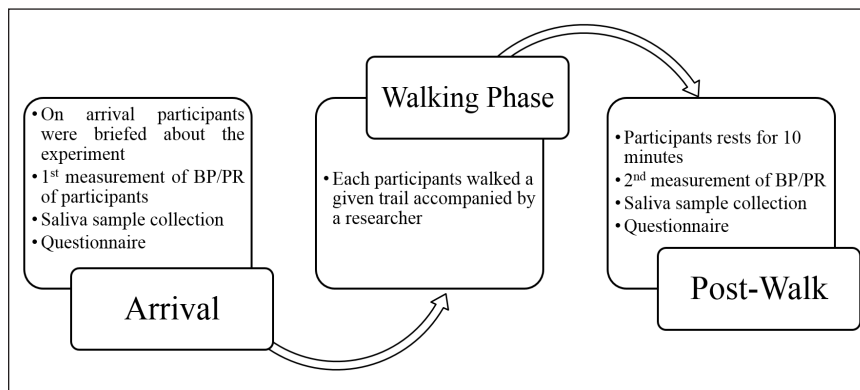 • On arrival participants
were briefed about the
experiment
• 1st measurement of BP/PR
of participants
• Saliva sample collection
• Questionnaire
Arrival
Walking Phase
• Each participants walked a
given trail accompanied by
a researcher
• Participants rests for 10
minutes
• 2nd measurement of BP/PR
• Saliva sample collection
• Questionnaire
Post-Walk